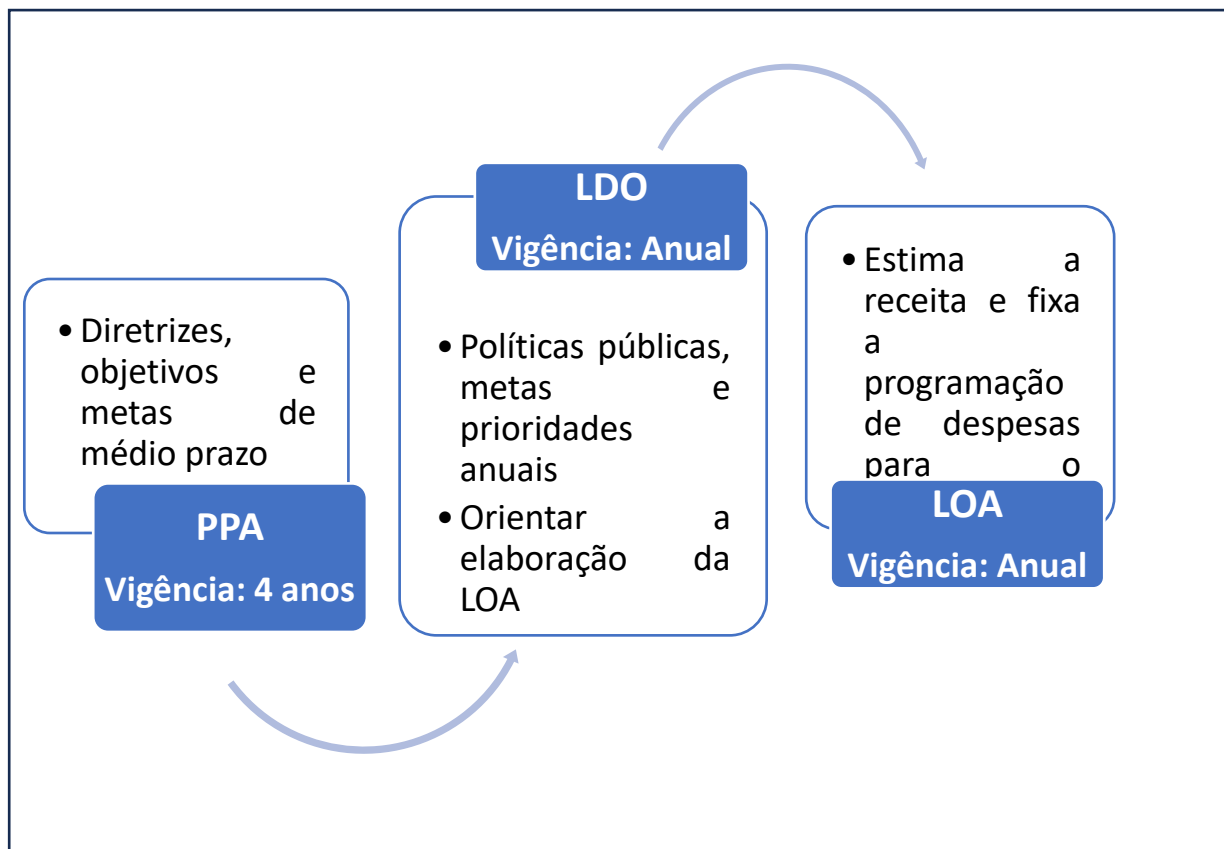 • Diretrizes,
objetivos e
metas de
médio prazo
PPA
Vigência: 4 anos
LDO
Vigência: Anual
• Políticas públicas,
metas e
prioridades
anuais
• Orientar a
elaboração da
LOA
• Estima a
receita e fixa
a
programação
de despesas
para o
LOA
Vigência: Anual